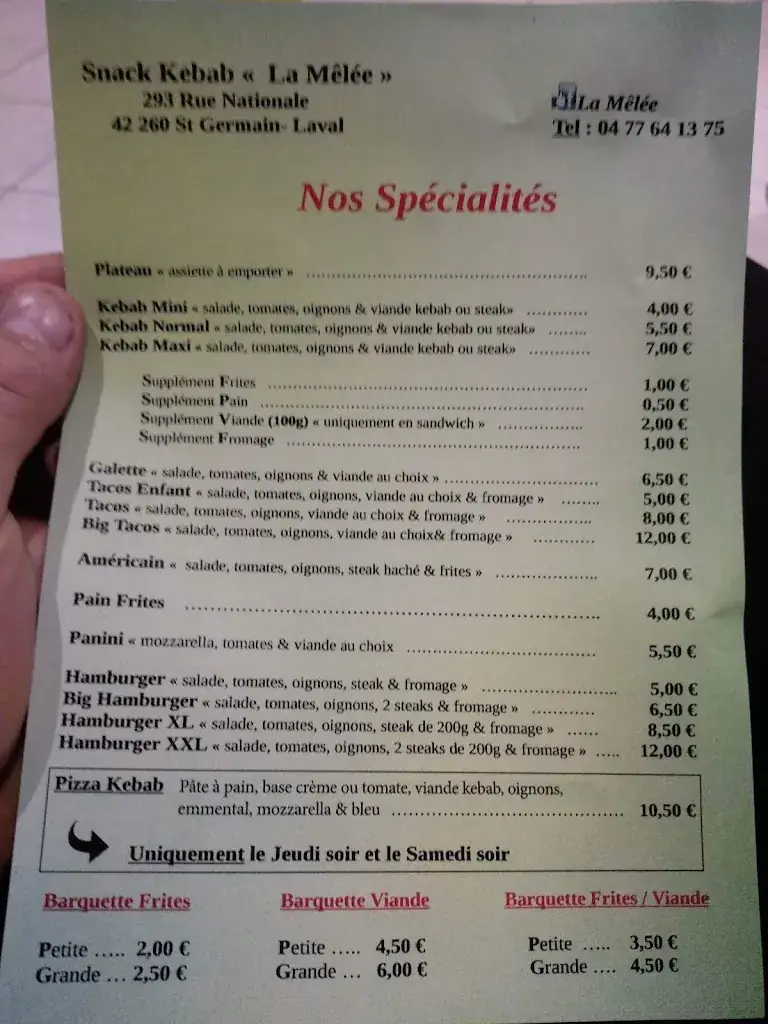 Snack Kebab « La Mêlée »
293 Rue Nationale
42 260 St Germain- Laval
La Mêlée
Tel : 04 77 64 13 75
Nos Spécialités
Plateau « assiette à emporter » ........................ 9,50 €
Kebab Mini « salade, tomates, oignons & viande kebab ou steak» ............ 4,00 €
Kebab Normal « salade, tomates, oignons & viande kebab ou steak» ........ 5,50 €
Kebab Maxi « salade, tomates, oignons & viande kebab ou steak» ............ 7,00 €
Supplément Frites ........................ 1,00 €
Supplément Pain ........................ 0,50 €
Supplément Viande (100g) « uniquement en sandwich » ................ 2,00 €
Supplément Fromage ........................ 1,00 €
Galette « salade, tomates, oignons & viande au choix » ........................ 6,50 €
Tacos Enfant « salade, tomates, oignons, viande au choix & fromage » ........ 5,00 €
Tacos « salade, tomates, oignons, viande au choix & fromage » ................ 8,00 €
Big Tacos « salade, tomates, oignons, viande au choix& fromage » ............ 12,00 €
Américain « salade, tomates, oignons, steak haché & frites » .................... 7,00 €
Pain Frites ........................ 4,00 €
Panini « mozzarella, tomates & viande au choix ........................ 5,50 €
Hamburger « salade, tomates, oignons, steak & fromage » ........................ 5,00 €
Big Hamburger « salade, tomates, oignons, 2 steaks & fromage » ............ 6,50 €
Hamburger XL « salade, tomates, oignons, steak de 200g & fromage » ...... 8,50 €
Hamburger XXL « salade, tomates, oignons, 2 steaks de 200g & fromage » ..... 12,00 €
Pizza Kebab Pâte à pain, base crème ou tomate, viande kebab, oignons,
emmental, mozzarella & bleu ........................ 10,50 €
Uniquement le Jeudi soir et le Samedi soir
Barquette Frites
Petite ..... 2,00 €
Grande ... 2,50 €
Barquette Viande
Petite ..... 4,50 €
Grande ... 6,00 €
Barquette Frites / Viande
Petite ..... 3,50 €
Grande .... 4,50 €